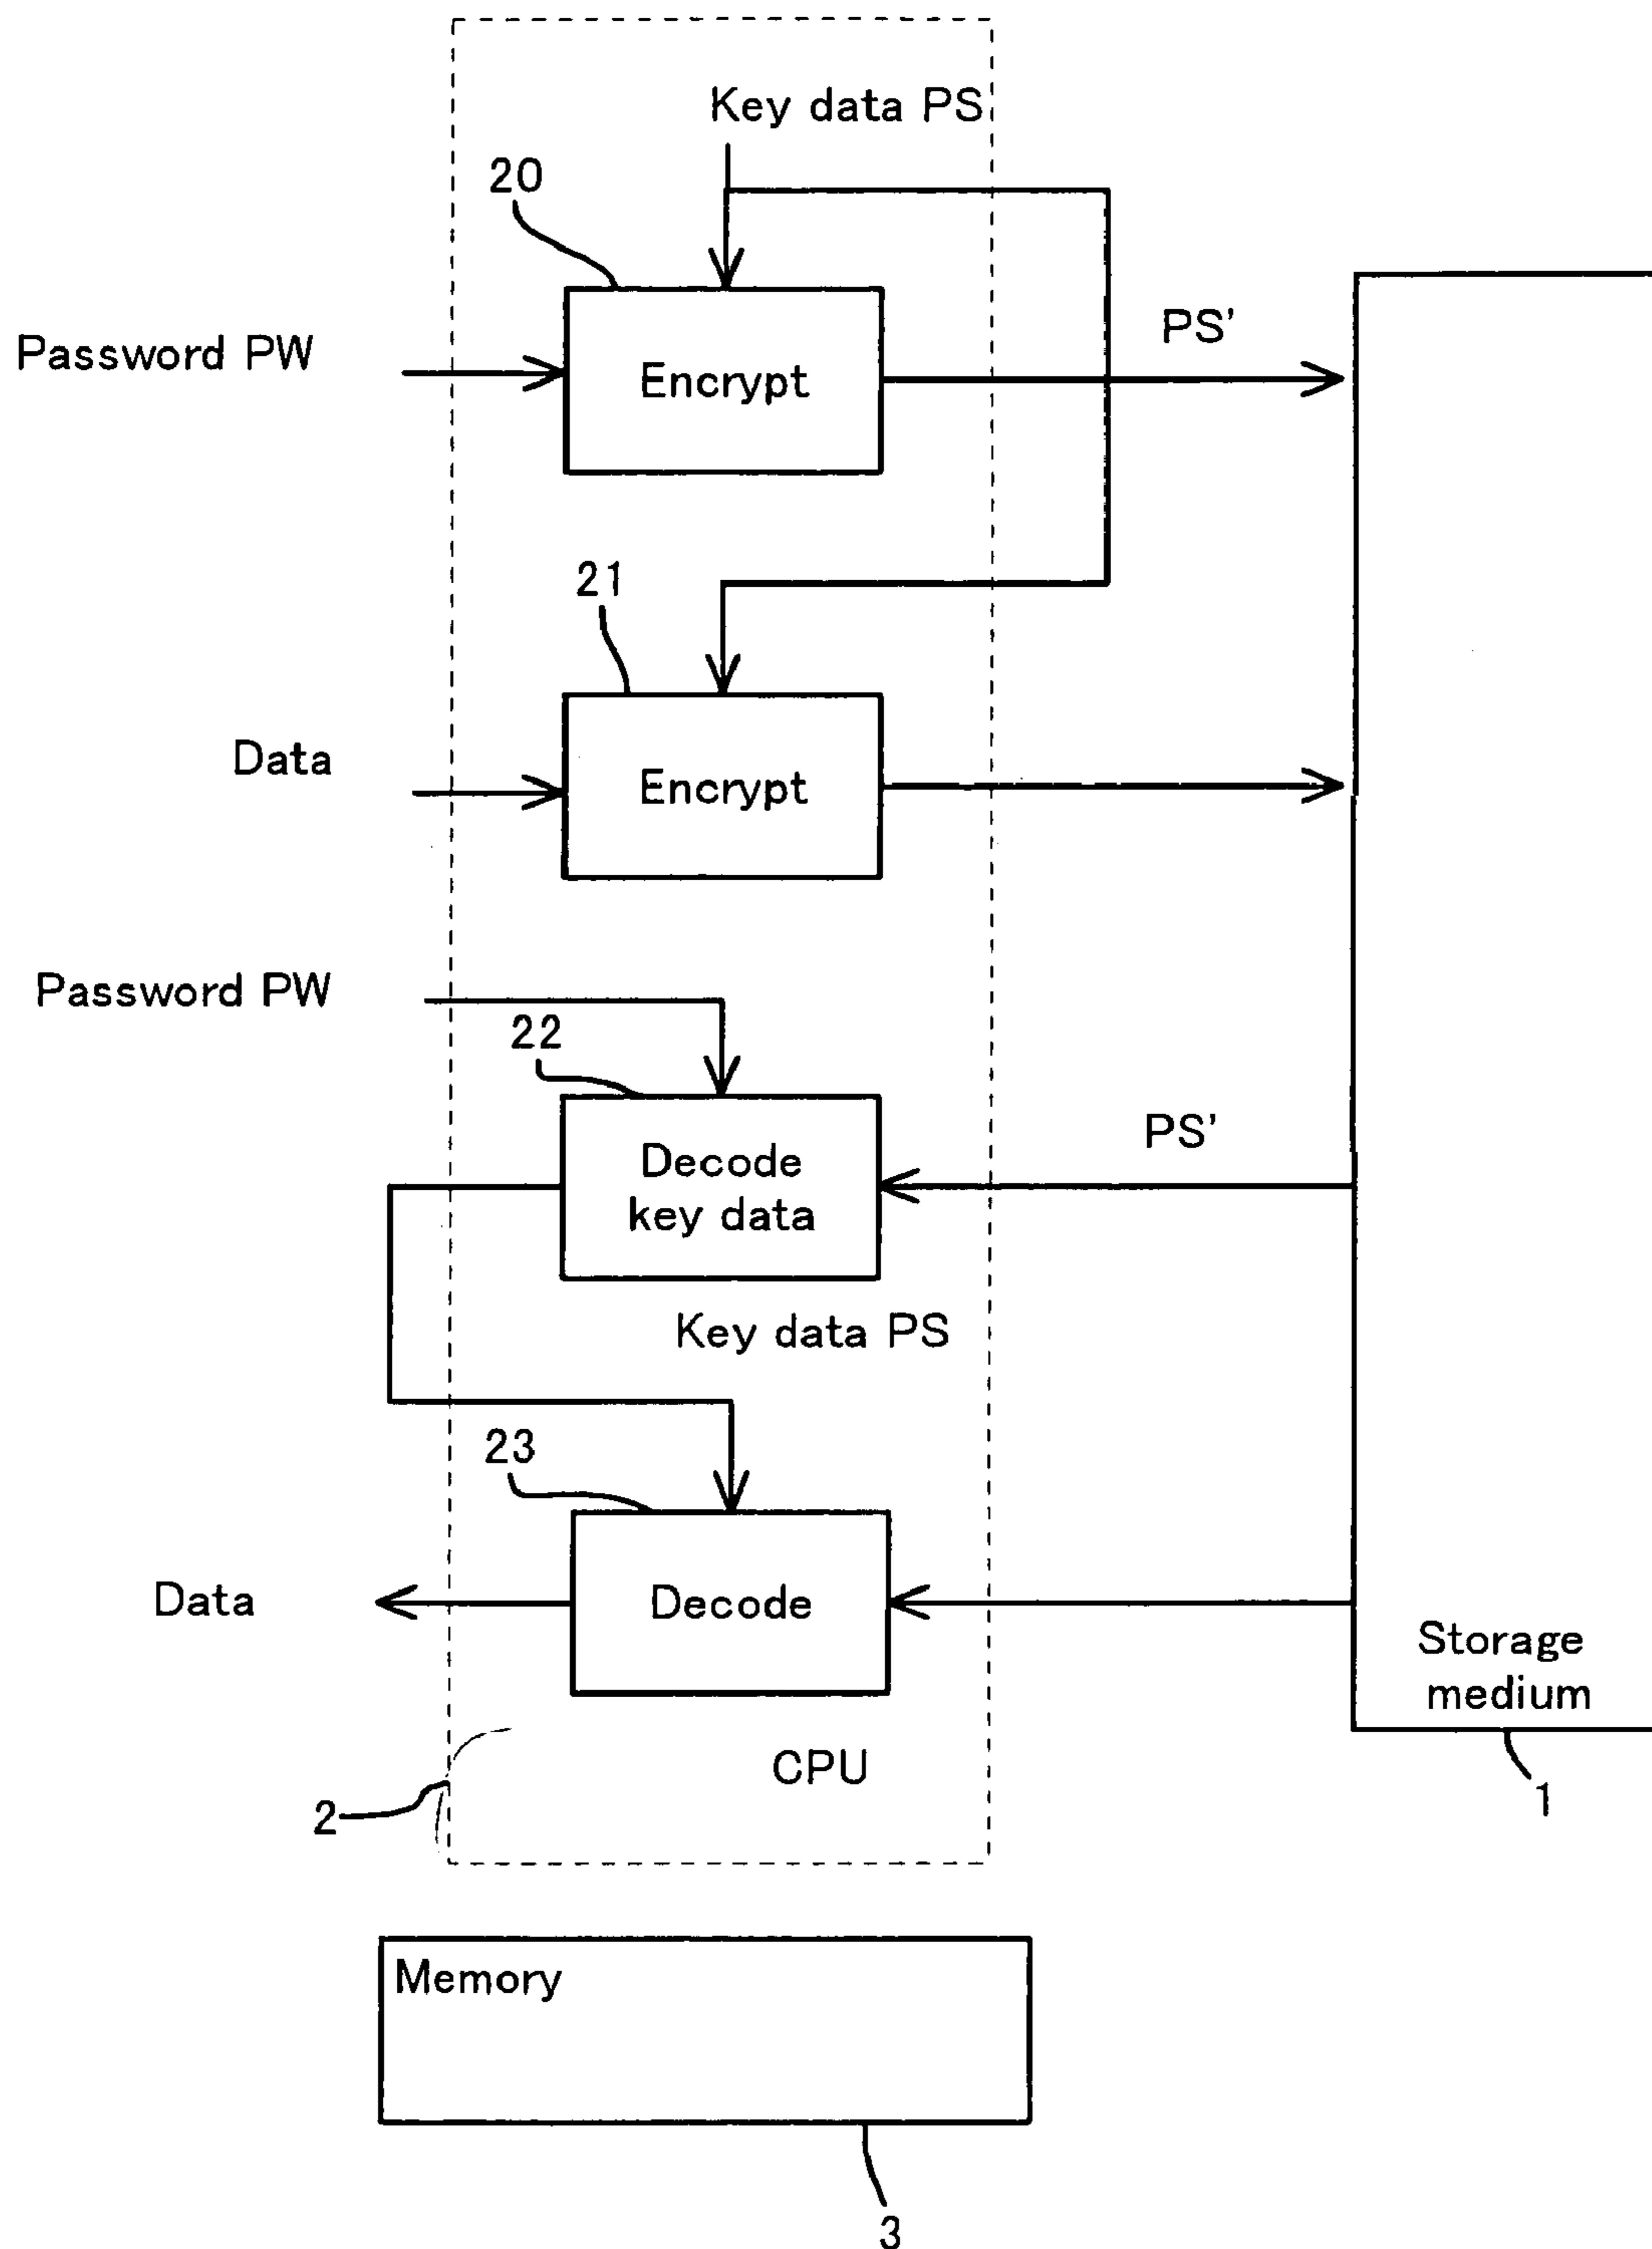 Key data PS
20
PS'
Password PW
Encrypt
21
Data
Encrypt
Password PW
22
PS'
Decode
key data
Key data PS
23
Data
Decode
Storage
medium
CPU
2
1
Memory
3